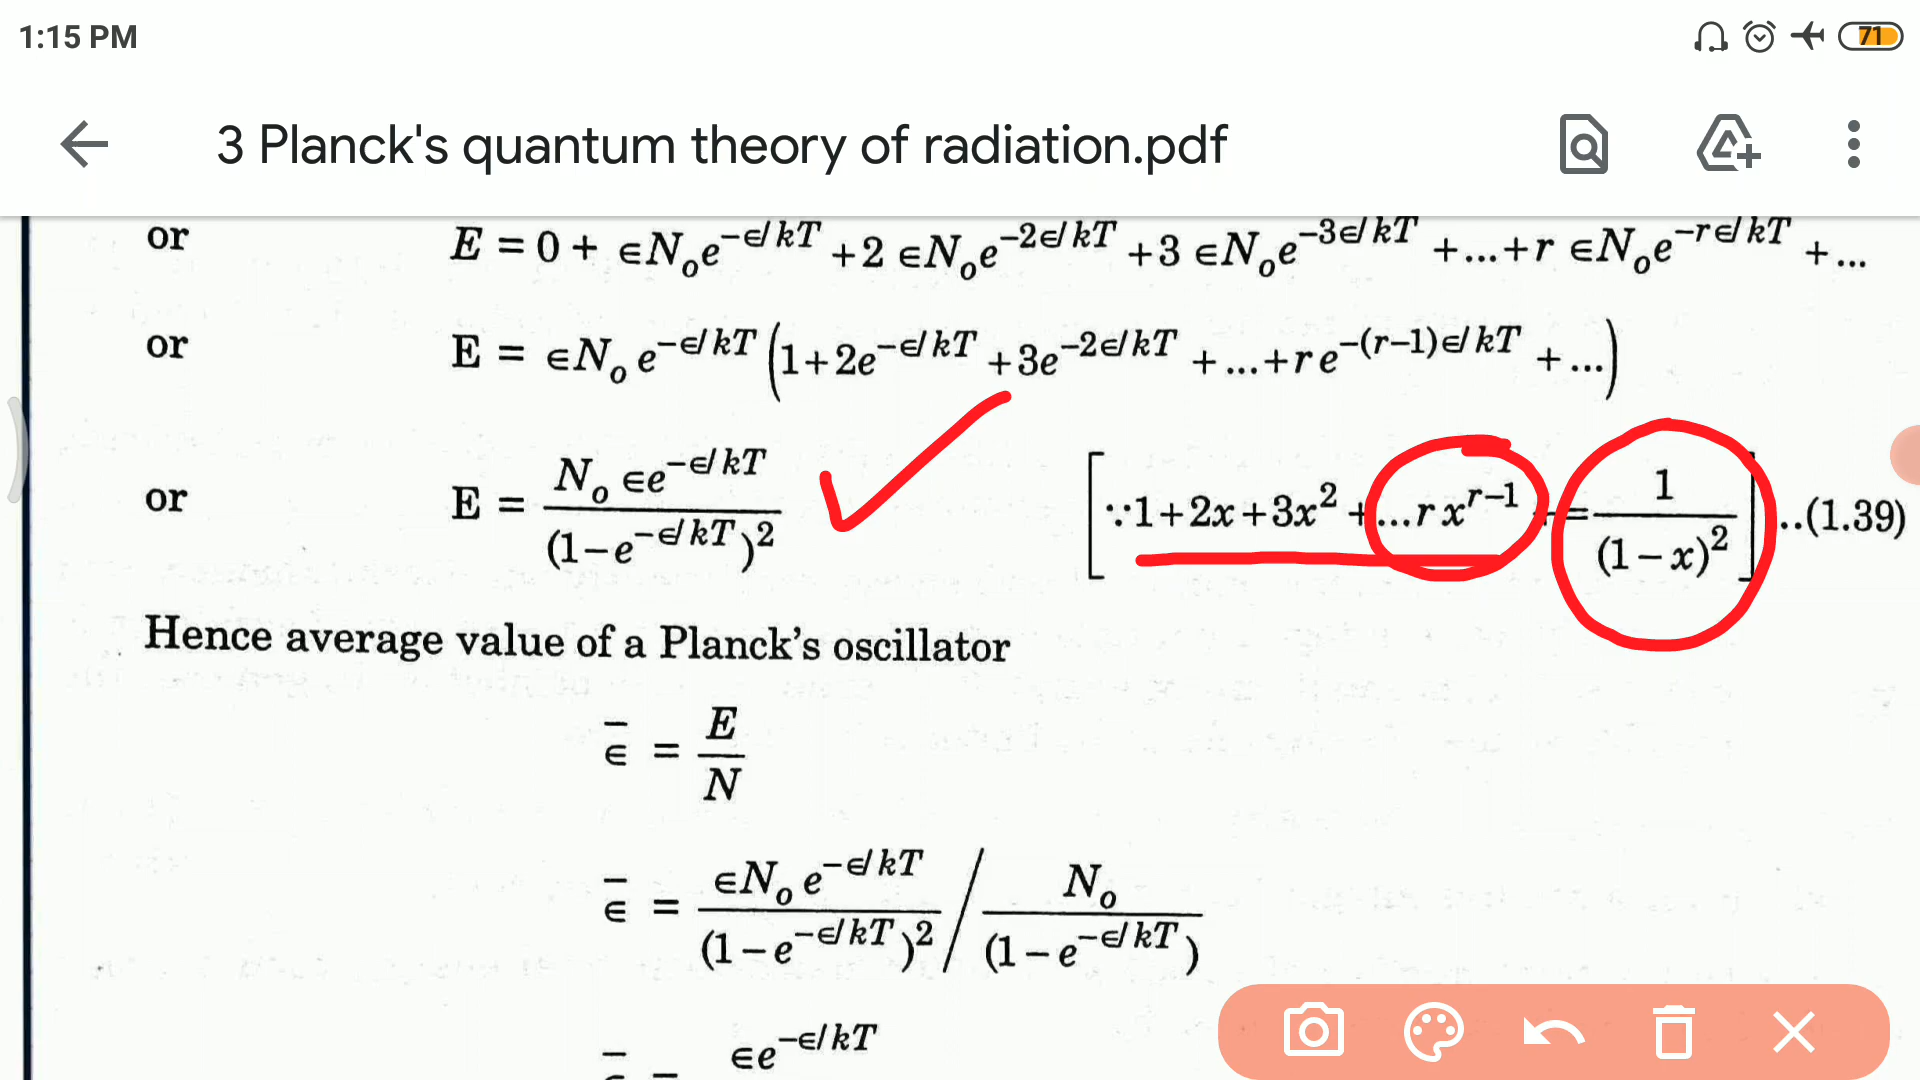 1:15 PM 71
3 Planck's quantum theory of radiation.pdf
or E = 0 + ∈N₀e^{−∈/kT} + 2 ∈N₀e^{−2∈/kT} + 3 ∈N₀e^{−3∈/kT} + ... + r ∈N₀e^{−r∈/kT} + ...
or E = ∈N₀ e^{−∈/kT} (1 + 2e^{−∈/kT} + 3e^{−2∈/kT} + ... + r e^{−(r−1)∈/kT} + ...)
or E = N₀ ∈e^{−∈/kT} / (1−e^{−∈/kT})² [∵ 1 + 2x + 3x² + ... r x^{r−1} + = 1 / (1 − x)²] ..(1.39)
Hence average value of a Planck's oscillator
∈̄ = E / N
∈̄ = ∈N₀ e^{−∈/kT} / (1 − e^{−∈/kT})² / N₀ / (1 − e^{−∈/kT})
∈̄ = ∈e^{−∈/kT}